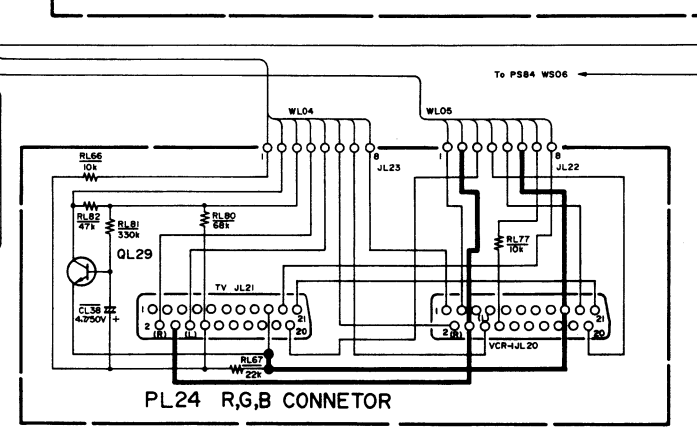 To PS84 WS06
WL04
WL05
1
8
JL23
1
8
JL22
RL66
10k
RL82
47k
RL81
330k
RL80
68k
RL77
10k
QL29
TV JL21
CL38
4.7/50V +
1
21
2
(R)
(L)
20
1
(L)
21
2
(R)
20
VCR-1JL20
RL67
22k
PL24 R,G,B CONNETOR